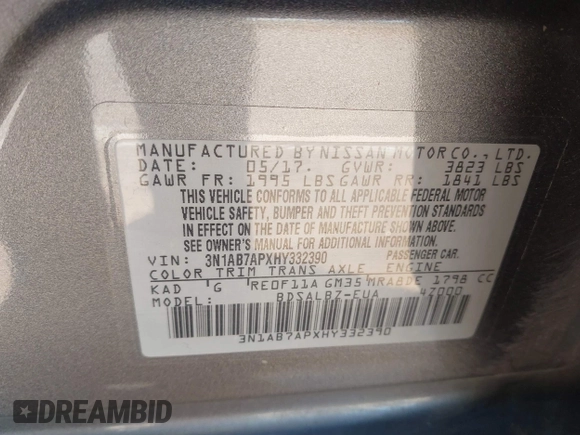 MANUFACTURED BY NISSAN MOTOR CO., LTD.
DATE: 05/17. GVWR: 3823 LBS
GAWR FR: 1995 LBS GAWR RR: 1841 LBS
THIS VEHICLE CONFORMS TO ALL APPLICABLE FEDERAL MOTOR
VEHICLE SAFETY, BUMPER AND THEFT PREVENTION STANDARDS
IN EFFECT ON THE DATE OF MANUFACTURE SHOWN ABOVE.
SEE OWNER'S MANUAL FOR ADDITIONAL INFORMATION.
VIN: 3N1AB7APXHY332390 PASSENGER CAR.
COLOR TRIM TRANS AXLE ENGINE
KAD G RE0F11A GM35 MRA8DE 1798 CC
MODEL: BDSALBZ-EUA 47000
3N1AB7APXHY332390
DREAMBID